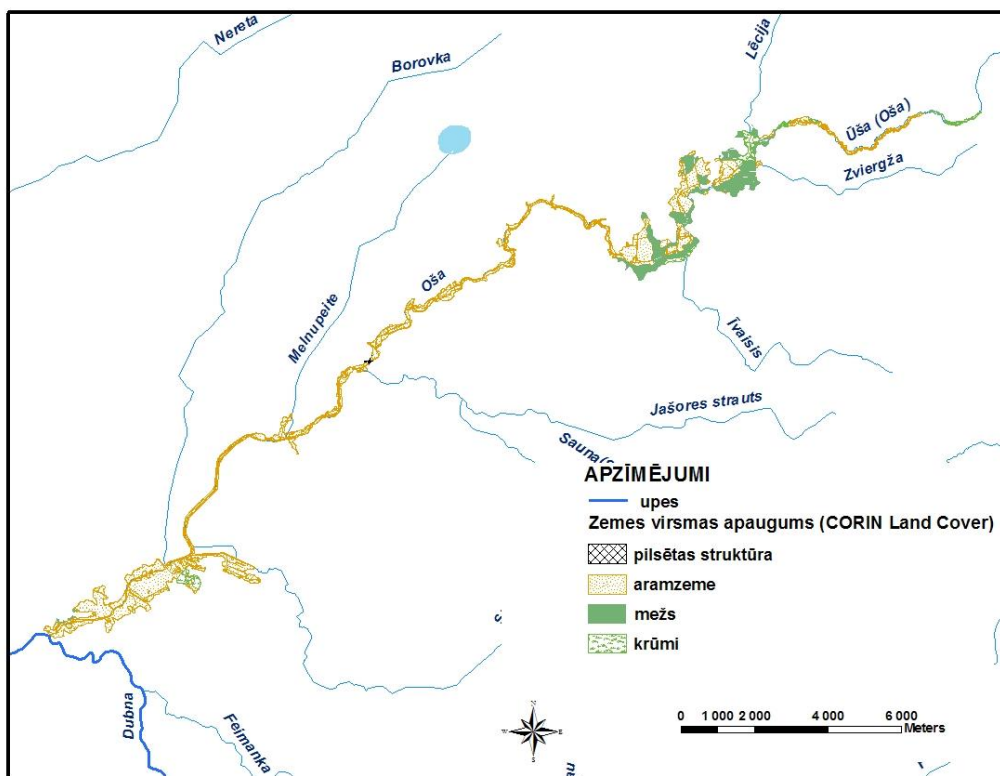 Nereta
Borovka
Lēcija
Ūša (Oša)
Zviergža
Oša
Melnupeite
Īvaisis
Jašores strauts
Sauna(
APZĪMĒJUMI
upes
Zemes virsmas apaugums (CORIN Land Cover)
pilsētas struktūra
aramzeme
mežs
krūmi
Dubna
Feimanka
N
W E
S
0 1 000 2 000 4 000 6 000
Meters